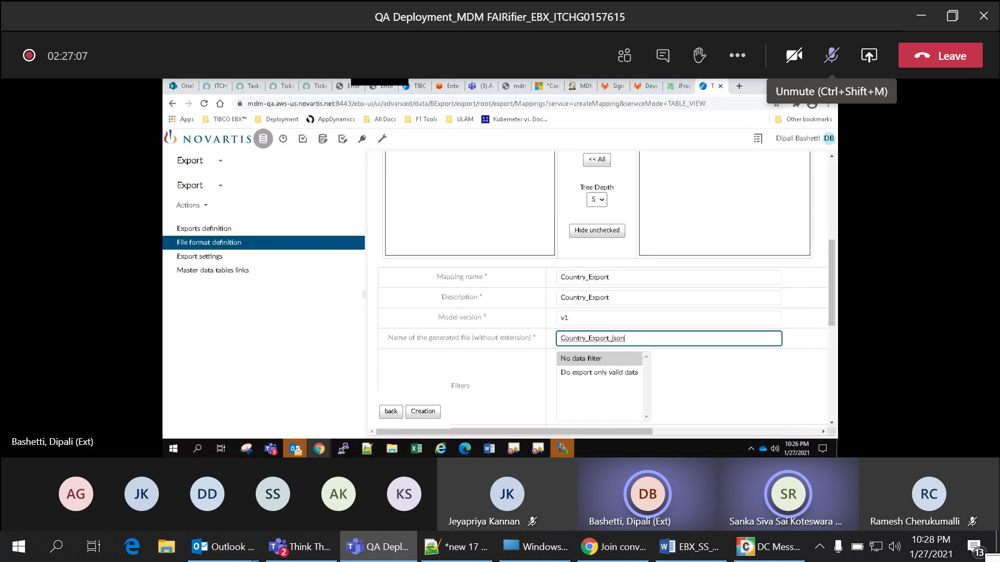 QA Deployment_MDM FAIRifier_EBX_ITCHG0157615
02:27:07
Leave
Unmute (Ctrl+Shift+M)
ITCH
Task
Ticke
Ticke
Error
Error
TIBC
Enter
mdn
"Con
MDN
Sign
Deve
JFrog
T
mdm-qa.aws-us.novartis.net:8443/ebx-ui/ui/advanced/data/BExport/export/root/export/Mappings?service=createMapping&serviceMode=TABLE_VIEW
Apps TIBCO EBX™ Deployment AppDynamics All Docs F1 Tools ULAM Kubernetes vs. Doc... Other bookmarks
NOVARTIS
Dipali Bashetti DB
Export
Export
Actions
Exports definition
File format definition
Export settings
Master data tables links
<< All
Tree Depth
5
Hide unchecked
Mapping name * Country_Export
Description * Country_Export
Model version * v1
Name of the generated file (without extension) * Country_Export_json
Filters
No data filter
Do export only valid data
back Creation
10:26 PM
1/27/2021
Bashetti, Dipali (Ext)
AG JK DD SS AK KS JK DB SR RC
Jeyapriya Kannan
Bashetti, Dipali (Ext)
Sanka Siva Sai Koteswara ...
Ramesh Cherukumalli
Outlook ...
Think Th...
2
QA Depl...
*new 17 ...
Windows...
Join conv...
EBX_SS_...
DC Mess...
10:28 PM
1/27/2021
13